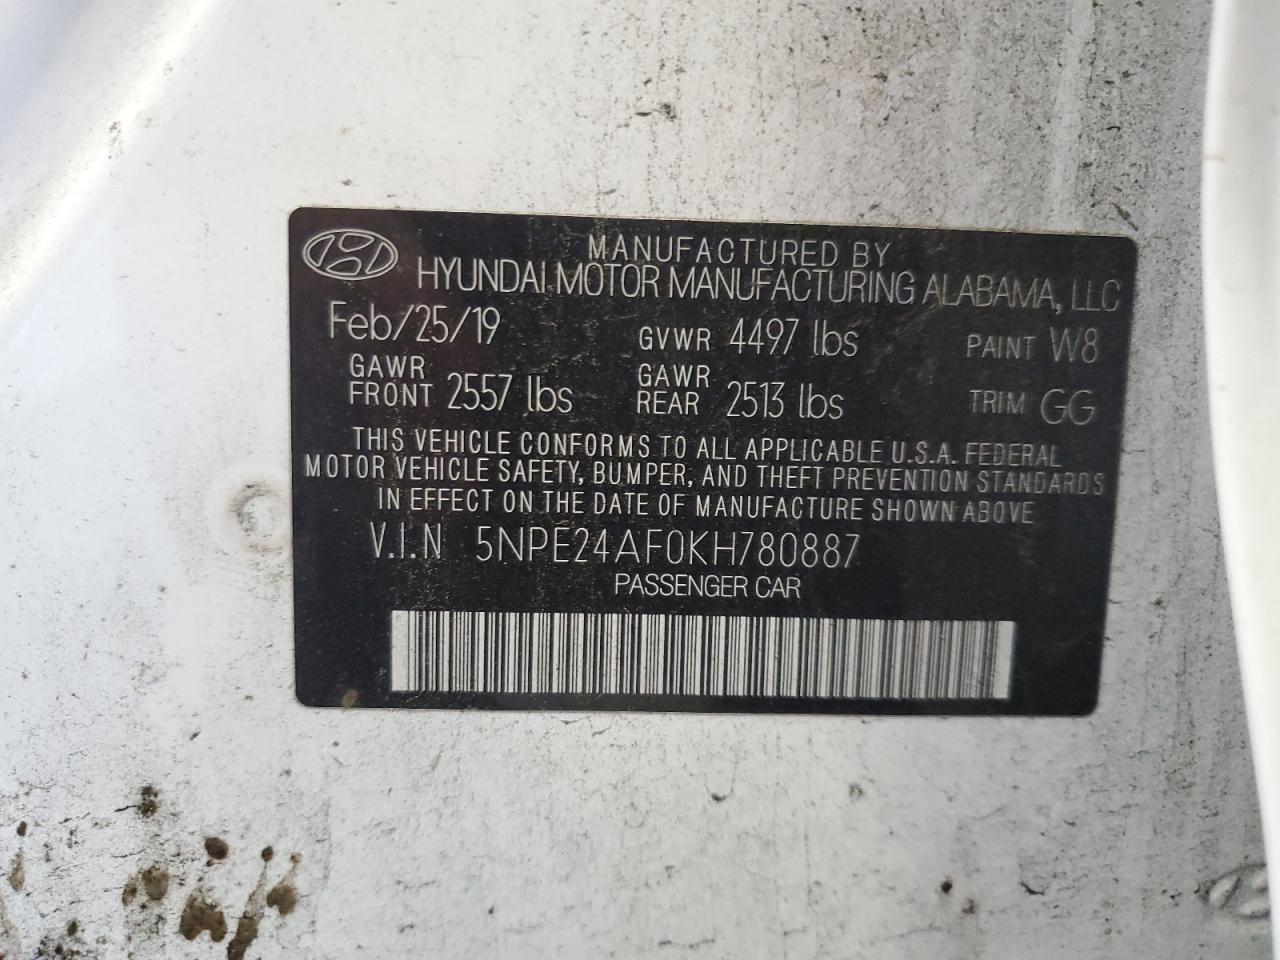 MANUFACTURED BY
HYUNDAI MOTOR MANUFACTURING ALABAMA, LLC
Feb/25/19 GVWR 4497 lbs PAINT W8
GAWR FRONT 2557 lbs GAWR REAR 2513 lbs TRIM GG
THIS VEHICLE CONFORMS TO ALL APPLICABLE U.S.A. FEDERAL
MOTOR VEHICLE SAFETY, BUMPER, AND THEFT PREVENTION STANDARDS
IN EFFECT ON THE DATE OF MANUFACTURE SHOWN ABOVE
V.I.N 5NPE24AF0KH780887
PASSENGER CAR